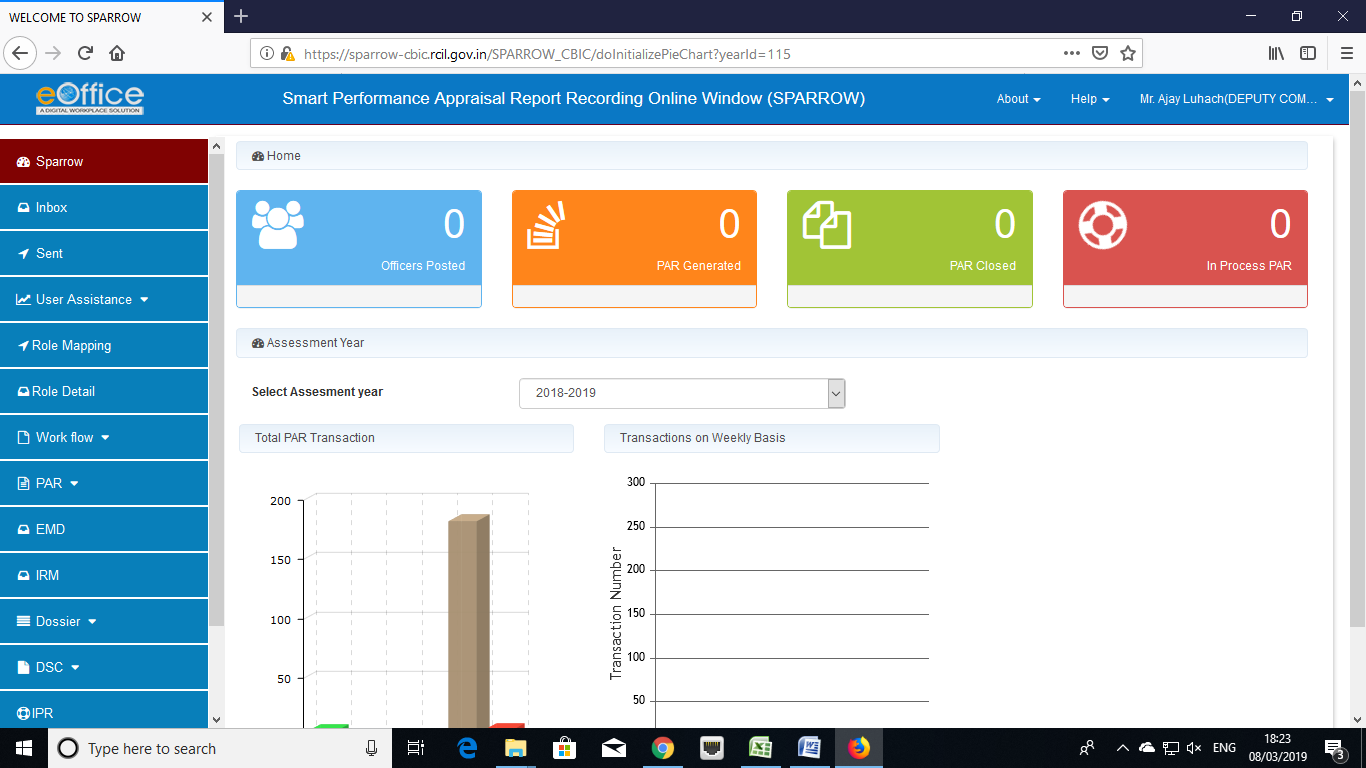 WELCOME TO SPARROW
https://sparrow-cbic.rcil.gov.in/SPARROW_CBIC/doInitializePieChart?yearId=115
eOffice
A DIGITAL WORKPLACE SOLUTION
Smart Performance Appraisal Report Recording Online Window (SPARROW)
About
Help
Mr. Ajay Luhach(DEPUTY COM...
Sparrow
Inbox
Sent
User Assistance
Role Mapping
Role Detail
Work flow
PAR
EMD
IRM
Dossier
DSC
IPR
Home
0
Officers Posted
0
PAR Generated
0
PAR Closed
0
In Process PAR
Assessment Year
Select Assesment year
2018-2019
Total PAR Transaction
200
150
100
50
Transactions on Weekly Basis
Transaction Number
300
250
200
150
100
50
Type here to search
ENG
18:23
08/03/2019
3